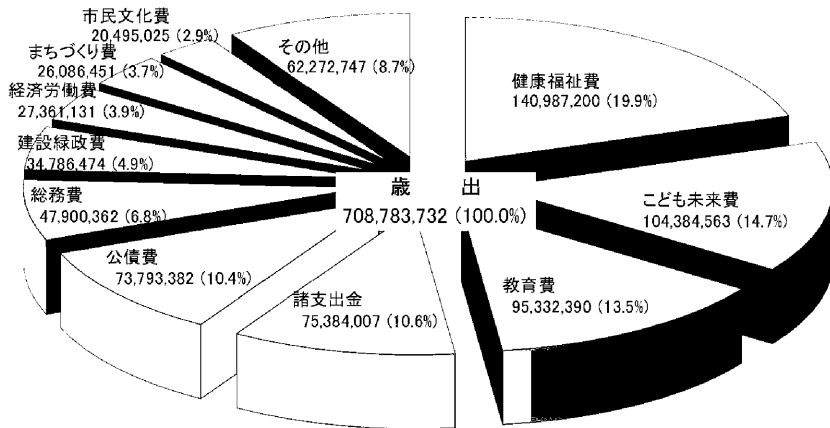 市民文化費
20,495,025 (2.9%)
まちづくり費
26,086,451 (3.7%)
経済労働費
27,361,131 (3.9%)
建設緑政費
34,786,474 (4.9%)
総務費
47,900,362 (6.8%)
公債費
73,793,382 (10.4%)
諸支出金
75,384,007 (10.6%)
教育費
95,332,390 (13.5%)
こども未来費
104,384,563 (14.7%)
健康福祉費
140,987,200 (19.9%)
その他
62,272,747 (8.7%)
歳 出
708,783,732 (100.0%)